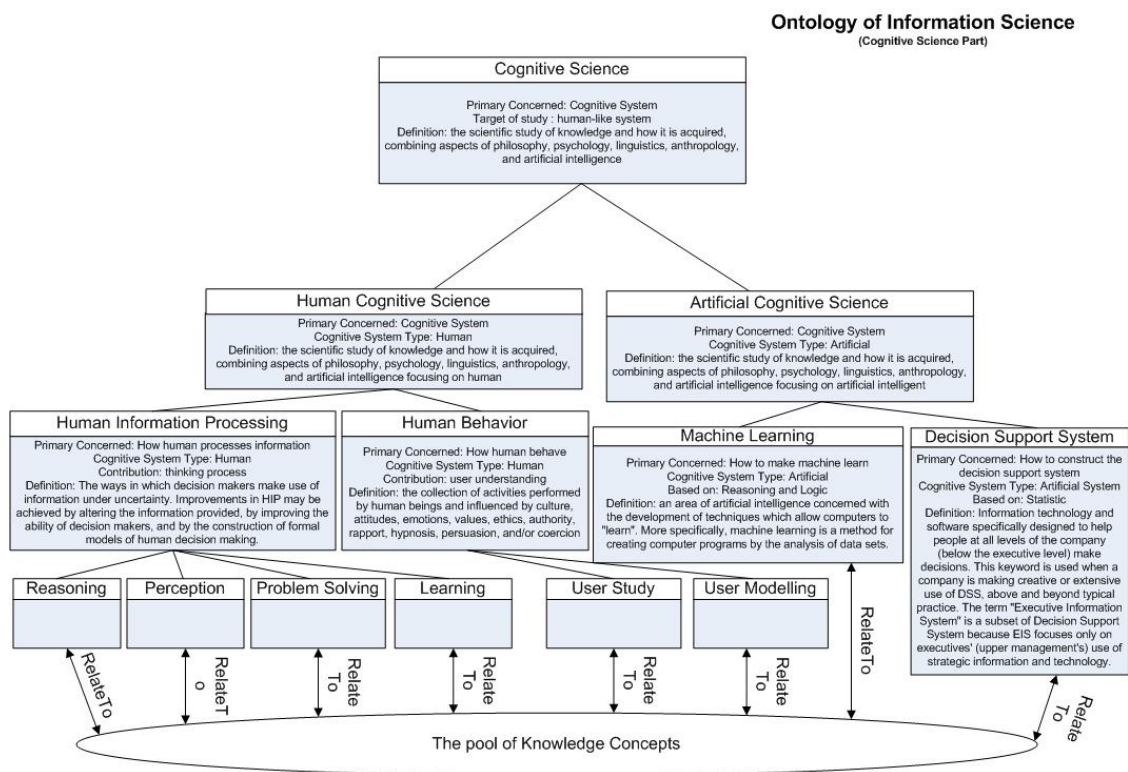 Ontology of Information Science
(Cognitive Science Part)
Cognitive Science
Primary Concerned: Cognitive System
Target of study : human-like system
Definition: the scientific study of knowledge and how it is acquired,
combining aspects of philosophy, psychology, linguistics, anthropology,
and artificial intelligence
Human Cognitive Science
Primary Concerned: Cognitive System
Cognitive System Type: Human
Definition: the scientific study of knowledge and how it is acquired,
combining aspects of philosophy, psychology, linguistics, anthropology,
and artificial intelligence focusing on human
Artificial Cognitive Science
Primary Concerned: Cognitive System
Cognitive System Type: Artificial
Definition: the scientific study of knowledge and how it is acquired,
combining aspects of philosophy, psychology, linguistics, anthropology,
and artificial intelligence focusing on artificial intelligent
Human Information Processing
Primary Concerned: How human processes information
Cognitive System Type: Human
Contribution: thinking process
Definition: The ways in which decision makers make use of
information under uncertainty. Improvements in HIP may be
achieved by altering the information provided, by improving the
ability of decision makers, and by the construction of formal
models of human decision making.
Human Behavior
Primary Concerned: How human behave
Cognitive System Type: Human
Contribution: user understanding
Definition: the collection of activities performed
by human beings and influenced by culture,
attitudes, emotions, values, ethics, authority,
rapport, hypnosis, persuasion, and/or coercion
Machine Learning
Primary Concerned: How to make machine learn
Cognitive System Type: Artificial
Based on: Reasoning and Logic
Definition: an area of artificial intelligence concerned with
the development of techniques which allow computers to
"learn". More specifically, machine learning is a method for
creating computer programs by the analysis of data sets.
Decision Support System
Primary Concerned: How to construct the
decision support system
Cognitive System Type: Artificial System
Based on: Statistic
Definition: Information technology and
software specifically designed to help
people at all levels of the company
(below the executive level) make
decisions. This keyword is used when a
company is making creative or extensive
use of DSS, above and beyond typical
practice. The term "Executive Information
System" is a subset of Decision Support
System because EIS focuses only on
executives' (upper management's) use of
strategic information and technology.
Reasoning
Perception
Problem Solving
Learning
User Study
User Modelling
RelateTo
RelateT
o
Relate
To
Relate
To
Relate
To
Relate
To
RelateTo
Relate
To
The pool of Knowledge Concepts